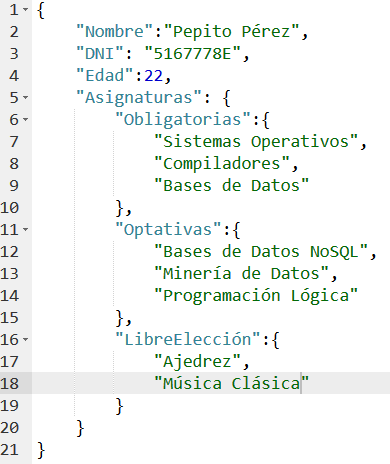 1 {
2 "Nombre":"Pepito Pérez",
3 "DNI": "5167778E",
4 "Edad":22,
5 "Asignaturas": {
6 "Obligatorias":{
7 "Sistemas Operativos",
8 "Compiladores",
9 "Bases de Datos"
10 },
11 "Optativas":{
12 "Bases de Datos NoSQL",
13 "Minería de Datos",
14 "Programación Lógica"
15 },
16 "LibreElección":{
17 "Ajedrez",
18 "Música Clásica"
19 }
20 }
21 }